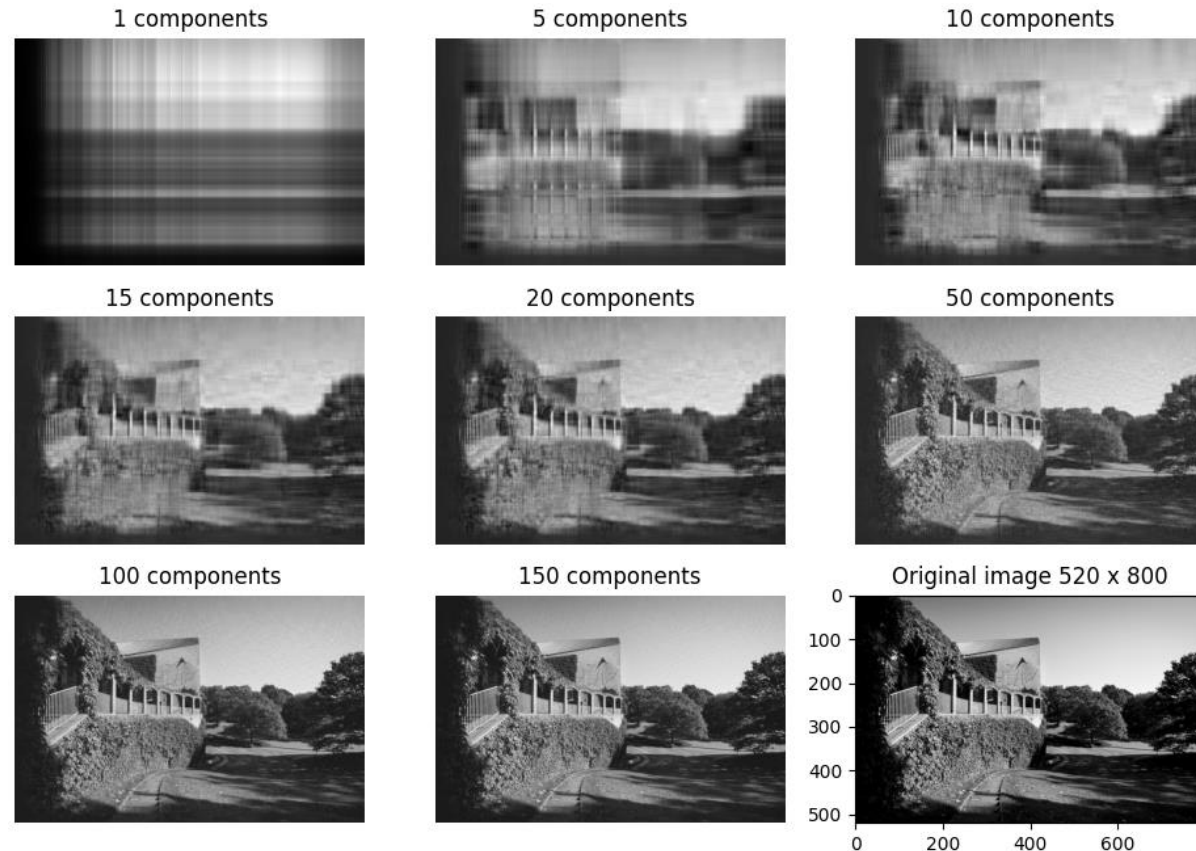 1 components
5 components
10 components
15 components
20 components
50 components
100 components
150 components
Original image 520 x 800
0
100
200
300
400
500
0
200
400
600